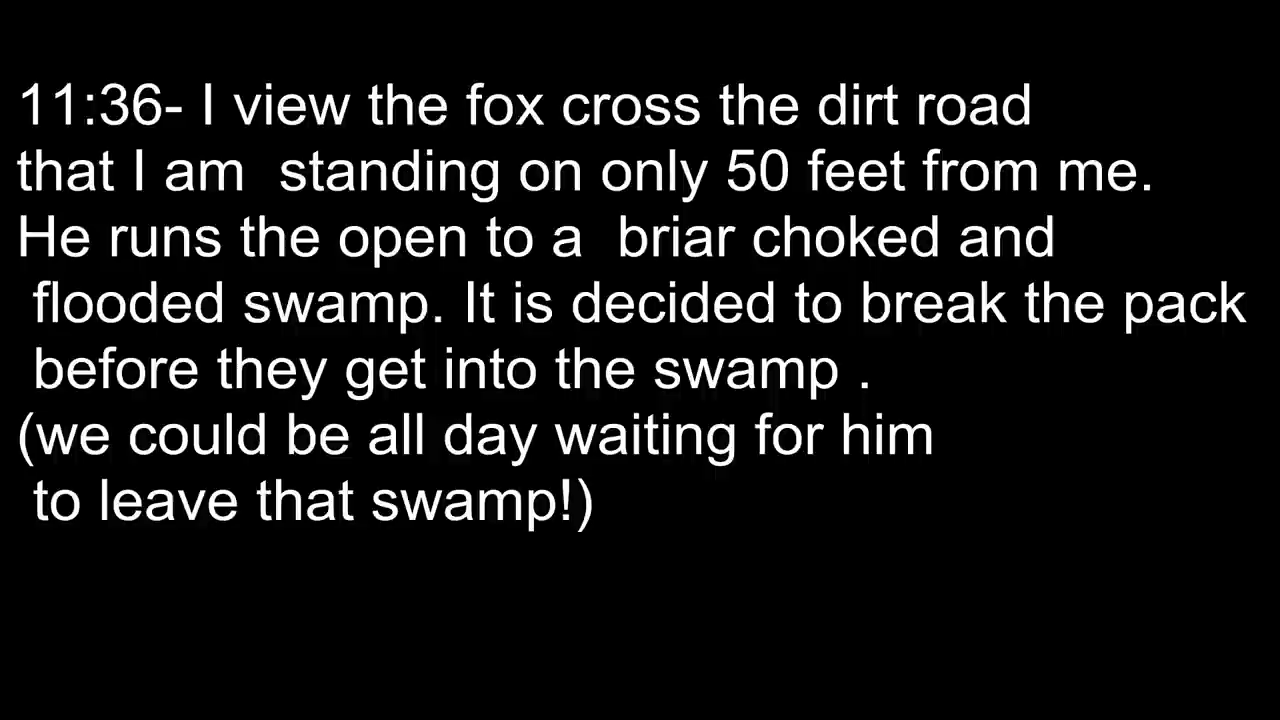 11:36- I view the fox cross the dirt road
that I am  standing on only 50 feet from me.
He runs the open to a  briar choked and
flooded swamp. It is decided to break the pack
before they get into the swamp .
(we could be all day waiting for him
to leave that swamp!)